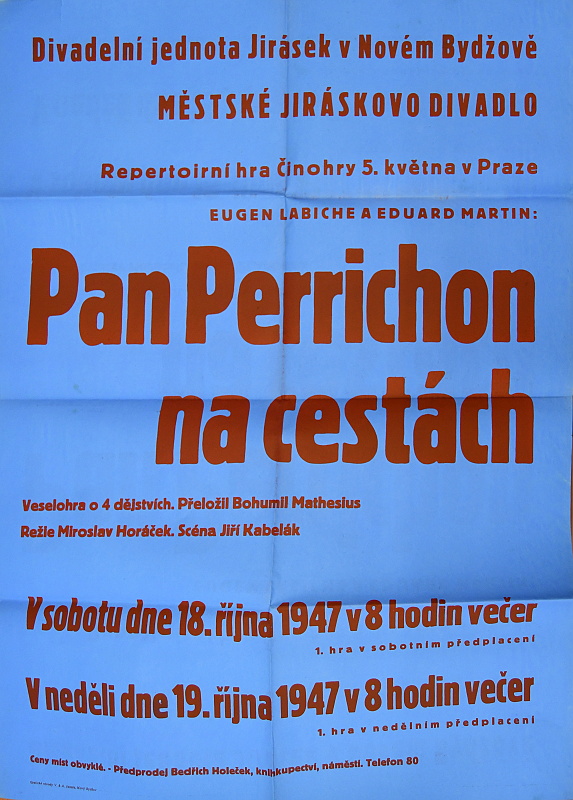 Divadelní jednota Jirásek v Novém Bydžově
MĚSTSKÉ JIRÁSKOVO DIVADLO
Repertoirní hra Činohry 5. května v Praze
EUGEN LABICHE A EDUARD MARTIN:
Pan Perrichon
na cestách
Veselohra o 4 dějstvích. Přeložil Bohumil Mathesius
Režie Miroslav Horáček. Scéna Jiří Kabelák
V sobotu dne 18. října 1947 v 8 hodin večer
1. hra v sobotním předplacení
V neděli dne 19. října 1947 v 8 hodin večer
1. hra v nedělním předplacení
Ceny míst obvyklé. - Předprodej Bedřich Holeček, knihkupectví, náměstí. Telefon 80